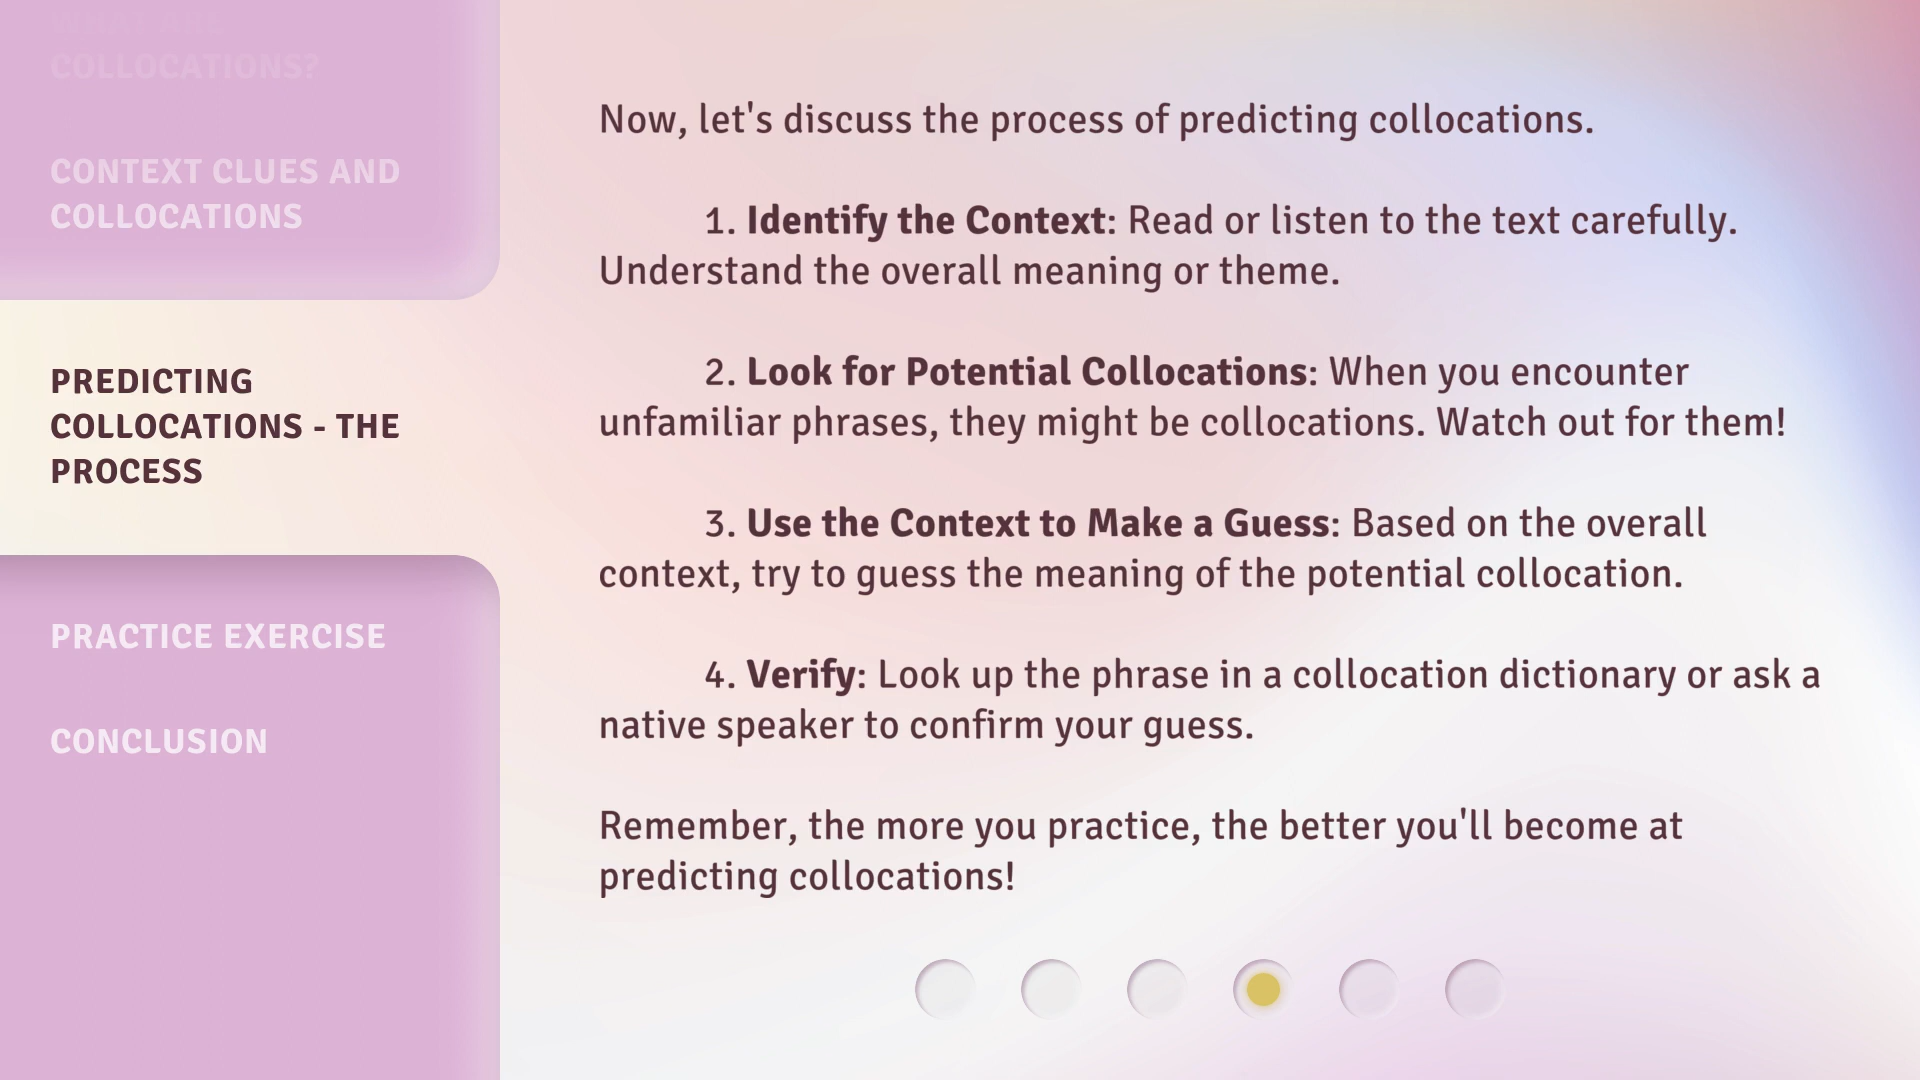 WHAT ARE
COLLOCATIONS?
CONTEXT CLUES AND
COLLOCATIONS
PREDICTING
COLLOCATIONS - THE
PROCESS
PRACTICE EXERCISE
CONCLUSION
Now, let's discuss the process of predicting collocations.
1. Identify the Context: Read or listen to the text carefully.
Understand the overall meaning or theme.
2. Look for Potential Collocations: When you encounter
unfamiliar phrases, they might be collocations. Watch out for them!
3. Use the Context to Make a Guess: Based on the overall
context, try to guess the meaning of the potential collocation.
4. Verify: Look up the phrase in a collocation dictionary or ask a
native speaker to confirm your guess.
Remember, the more you practice, the better you'll become at
predicting collocations!